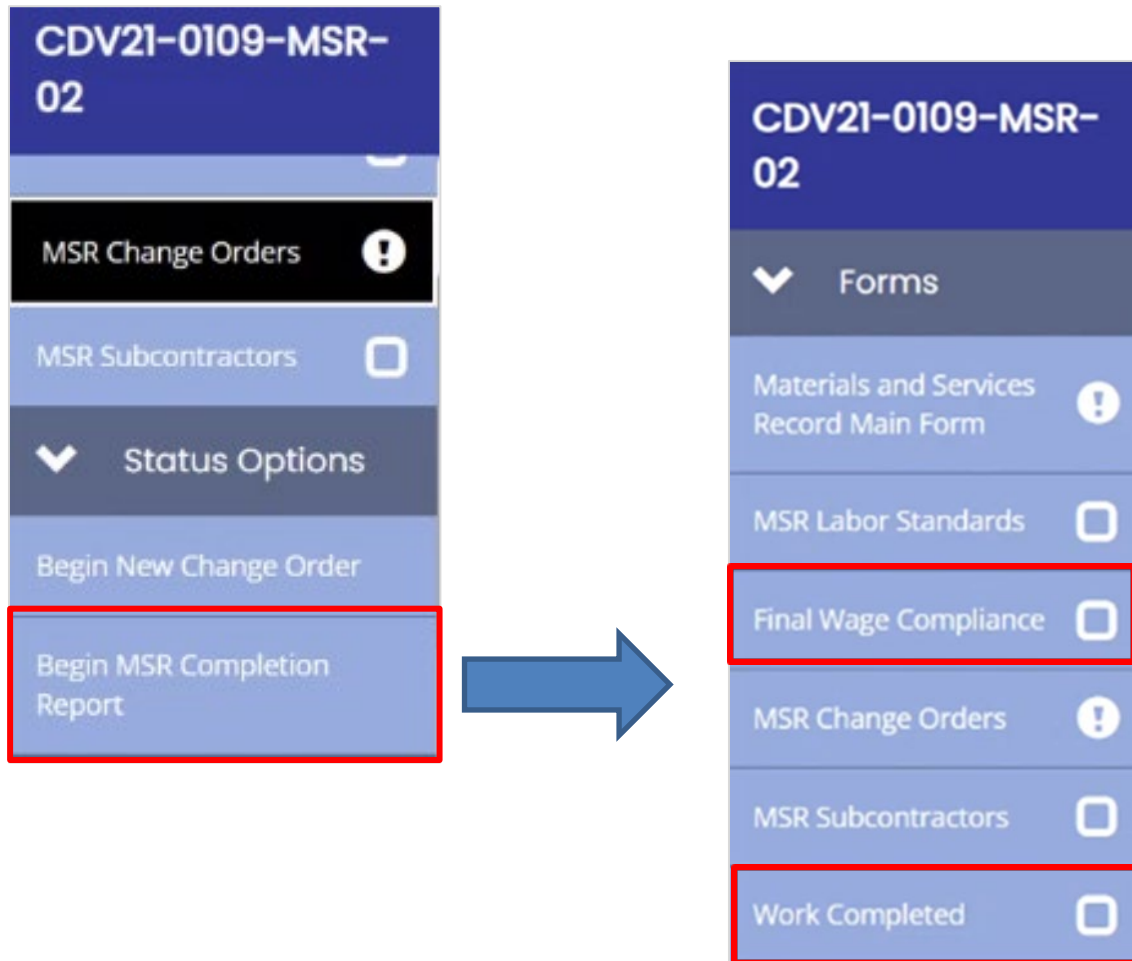 CDV21-0109-MSR-
02
MSR Change Orders
MSR Subcontractors
Status Options
Begin New Change Order
Begin MSR Completion
Report
CDV21-0109-MSR-
02
Forms
Materials and Services
Record Main Form
MSR Labor Standards
Final Wage Compliance
MSR Change Orders
MSR Subcontractors
Work Completed